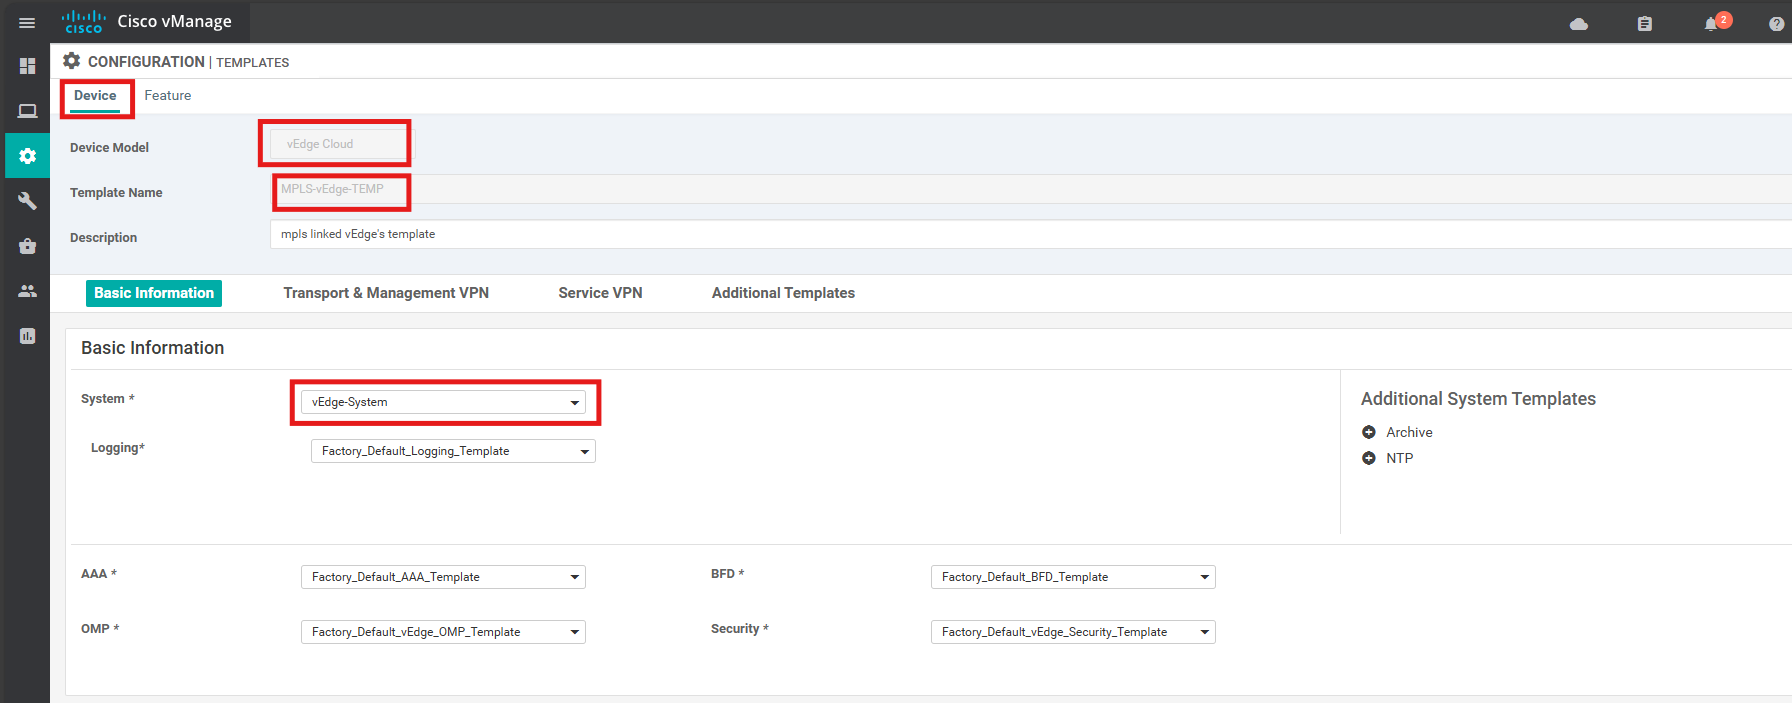 CISCO Cisco vManage 2 ?
CONFIGURATION | TEMPLATES
Device Feature
Device Model vEdge Cloud
Template Name MPLS-vEdge-TEMP
Description mpls linked vEdge's template
Basic Information Transport & Management VPN Service VPN Additional Templates
Basic Information
System * vEdge-System Additional System Templates
Archive
Logging* Factory_Default_Logging_Template NTP
AAA * Factory_Default_AAA_Template BFD * Factory_Default_BFD_Template
OMP * Factory_Default_vEdge_OMP_Template Security * Factory_Default_vEdge_Security_Template